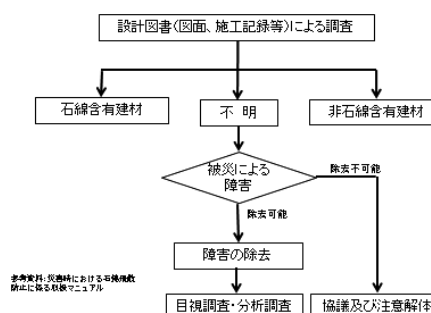 設計図書(図面、施工記録等)による調査
石綿含有建材
不 明
非石綿含有建材
被災による
障害
除去不可能
除去可能
障害の除去
参考資料:災害時における石綿飛散
防止に係る取扱マニュアル
目視調査・分析調査
協議及び注意解体